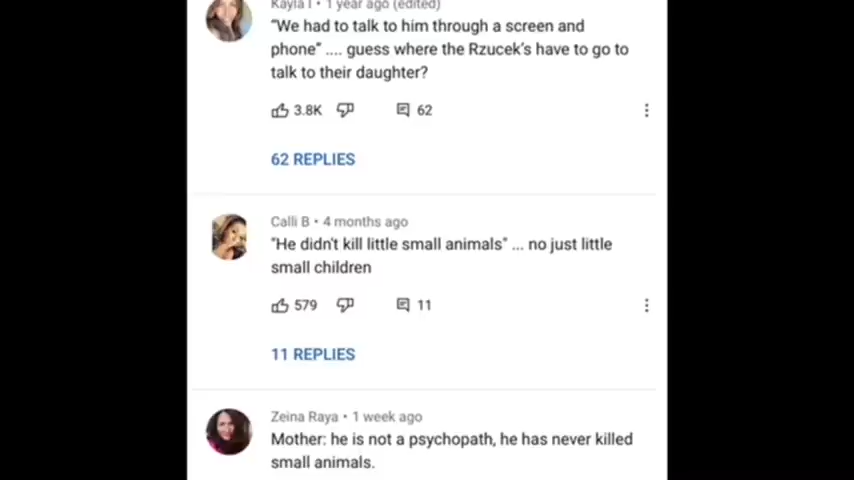 Kayla I • 1 year ago (edited)
“We had to talk to him through a screen and
phone” .... guess where the Rzucek’s have to go to
talk to their daughter?
3.8K 62
62 REPLIES
Calli B • 4 months ago
"He didn't kill little small animals" ... no just little
small children
579 11
11 REPLIES
Zeina Raya • 1 week ago
Mother: he is not a psychopath, he has never killed
small animals.